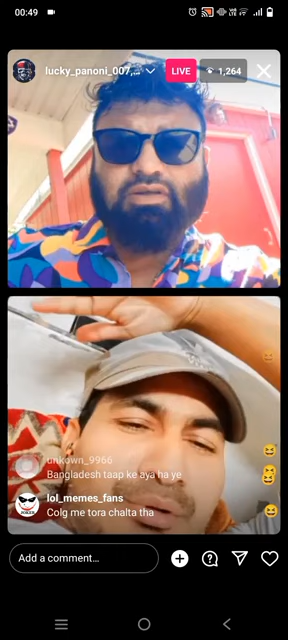 00:49
lucky_panoni_007,...
LIVE
1,264
unkown_9966
Bangladesh taap ke aya ha ye
lol_memes_fans
Colg me tora chalta tha
Add a comment...